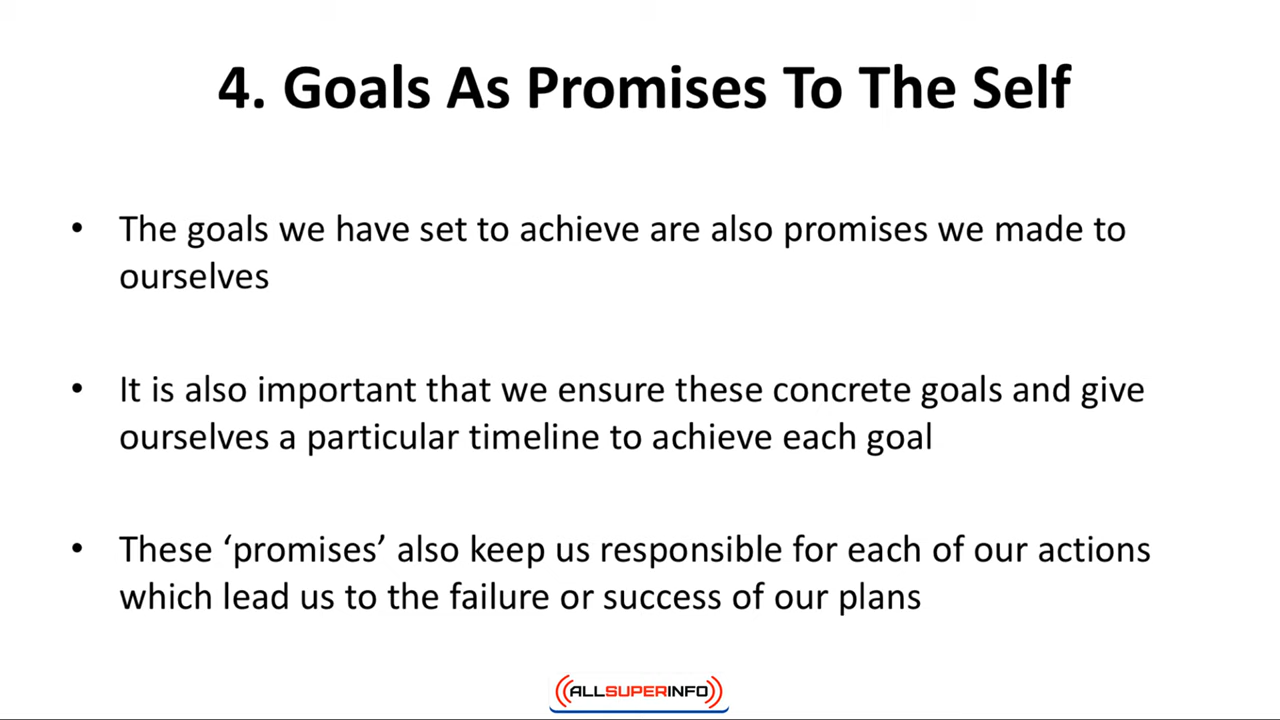 4. Goals As Promises To The Self
• The goals we have set to achieve are also promises we made to
ourselves
• It is also important that we ensure these concrete goals and give
ourselves a particular timeline to achieve each goal
• These ‘promises’ also keep us responsible for each of our actions
which lead us to the failure or success of our plans
ALLSUPERINFO